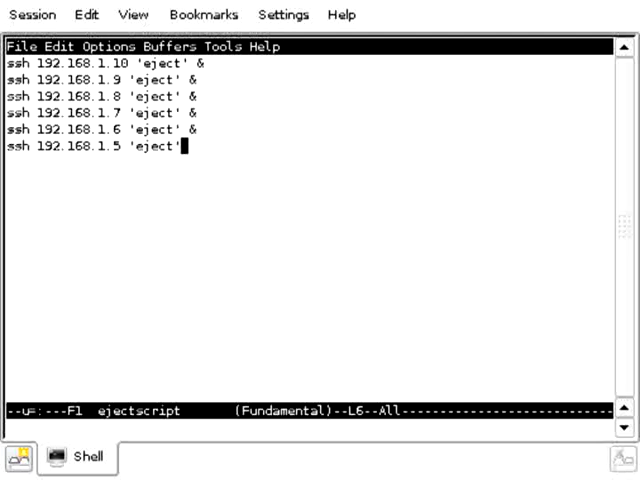 Session Edit View Bookmarks Settings Help
File Edit Options Buffers Tools Help
ssh 192.168.1.10 'eject' &
ssh 192.168.1.9 'eject' &
ssh 192.168.1.8 'eject' &
ssh 192.168.1.7 'eject' &
ssh 192.168.1.6 'eject' &
ssh 192.168.1.5 'eject'
--u=:---F1  ejectscript       (Fundamental)--L6--All----------------------------
Shell